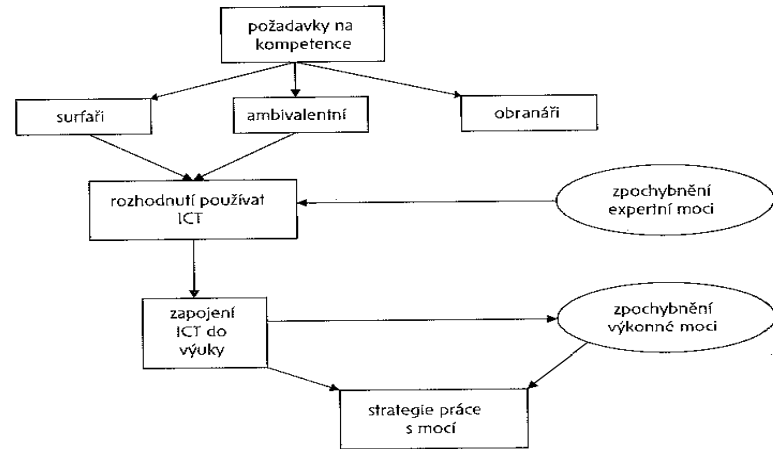 požadavky na
kompetence
surfaři
ambivalentní
obranáři
rozhodnutí používat
ICT
zpochybnění
expertní moci
zapojení
ICT do
výuky
zpochybnění
výkonné moci
strategie práce
s mocí